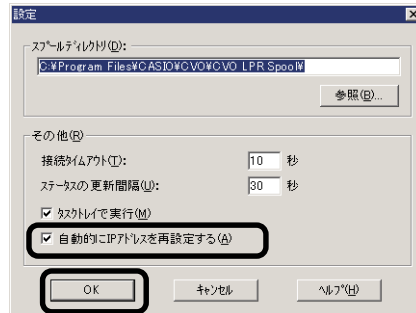 設定
スプールディレクトリ(D):
C:¥Program Files¥CASIO¥CVO¥CVO LPR Spool¥
参照(B)...
その他(R)
接続タイムアウト(T): 10 秒
ステータスの更新間隔(U): 30 秒
タスクトレイで実行(M)
自動的にIPアドレスを再設定する(A)
OK キャンセル ヘルプ(H)